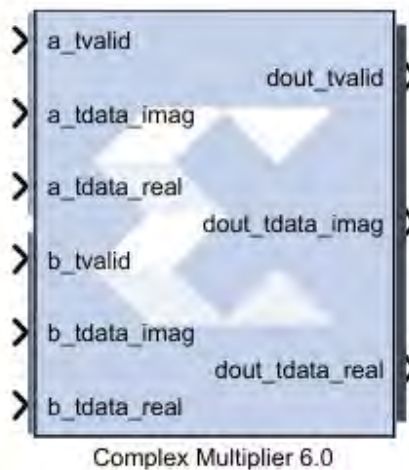 a_tvalid
dout_tvalid
a_tdata_imag
a_tdata_real
dout_tdata_imag
b_tvalid
b_tdata_imag
dout_tdata_real
b_tdata_real
Complex Multiplier 6.0